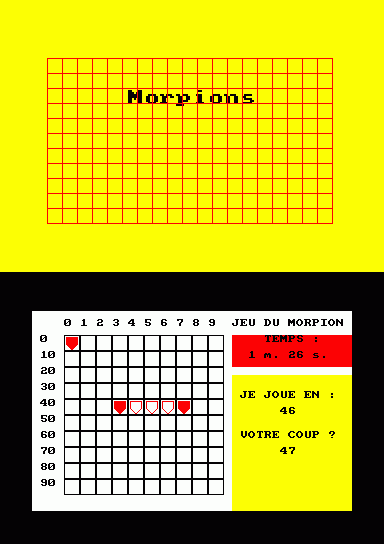 Morpions
0 1 2 3 4 5 6 7 8 9 JEU DU MORPION
0
10
20
30
40
50
60
70
80
90
TEMPS :
1 m. 26 s.
JE JOUE EN :
46
VOTRE COUP ?
47